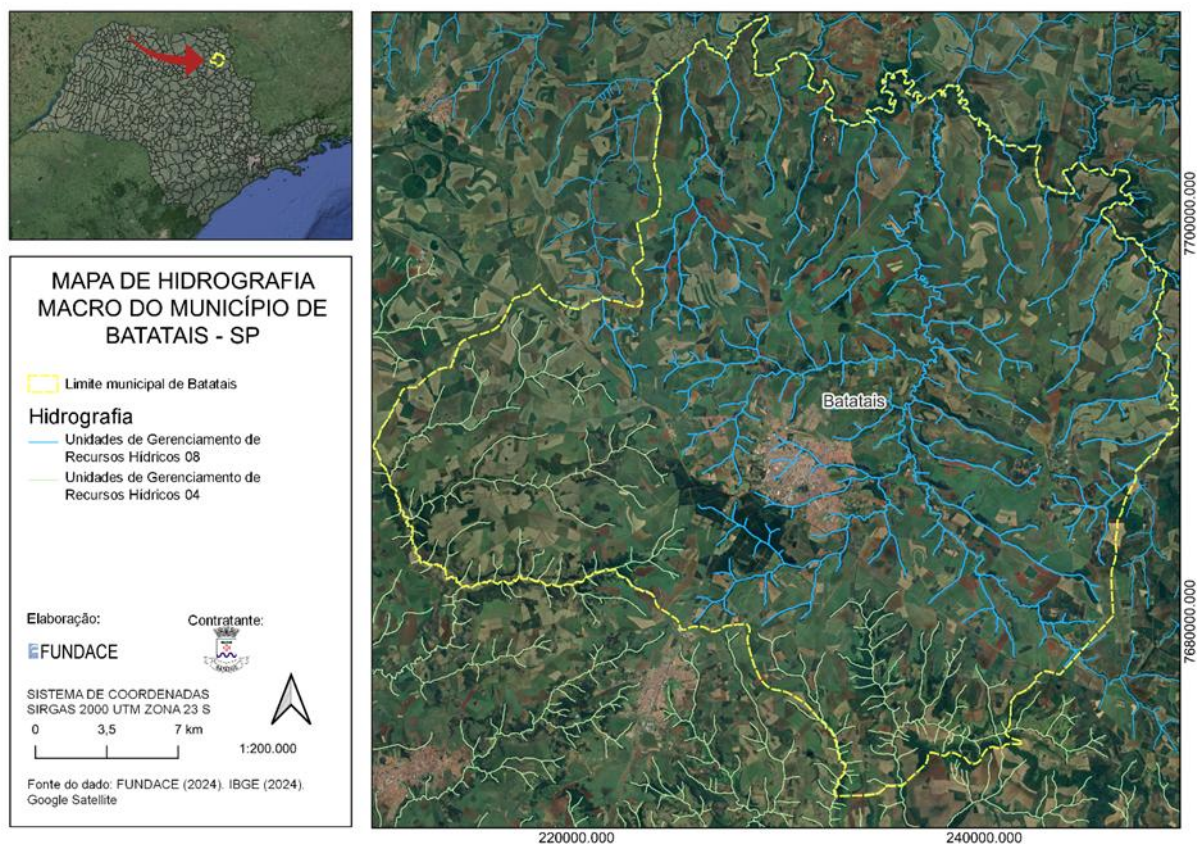 MAPA DE HIDROGRAFIA
MACRO DO MUNICÍPIO DE
BATATAIS - SP
Limite municipal de Batatais
Hidrografia
Unidades de Gerenciamento de
Recursos Hídricos 08
Unidades de Gerenciamento de
Recursos Hídricos 04
Elaboração:
Contratante:
FUNDACE
SISTEMA DE COORDENADAS
SIRGAS 2000 UTM ZONA 23 S
0 3,5 7 km
1:200.000
Fonte do dado: FUNDACE (2024). IBGE (2024).
Google Satellite
Batatais
7700000.000
7680000.000
220000.000
240000.000